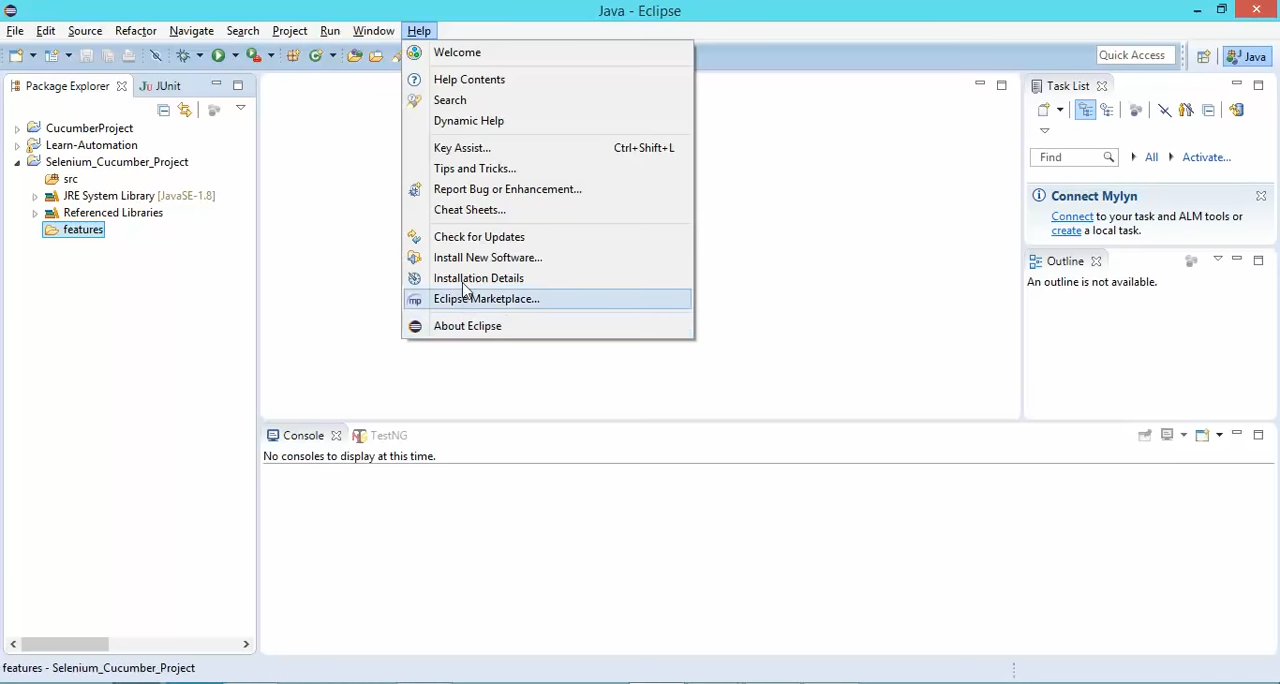 Java - Eclipse
File Edit Source Refactor Navigate Search Project Run Window Help
Quick Access
Java
Package Explorer
JUnit
CucumberProject
Learn-Automation
Selenium_Cucumber_Project
src
JRE System Library [JavaSE-1.8]
Referenced Libraries
features
Welcome
Help Contents
Search
Dynamic Help
Key Assist... Ctrl+Shift+L
Tips and Tricks...
Report Bug or Enhancement...
Cheat Sheets...
Check for Updates
Install New Software...
Installation Details
Eclipse Marketplace...
About Eclipse
Task List
Find All Activate...
Connect Mylyn
Connect to your task and ALM tools or
create a local task.
Outline
An outline is not available.
Console TestNG
No consoles to display at this time.
features - Selenium_Cucumber_Project